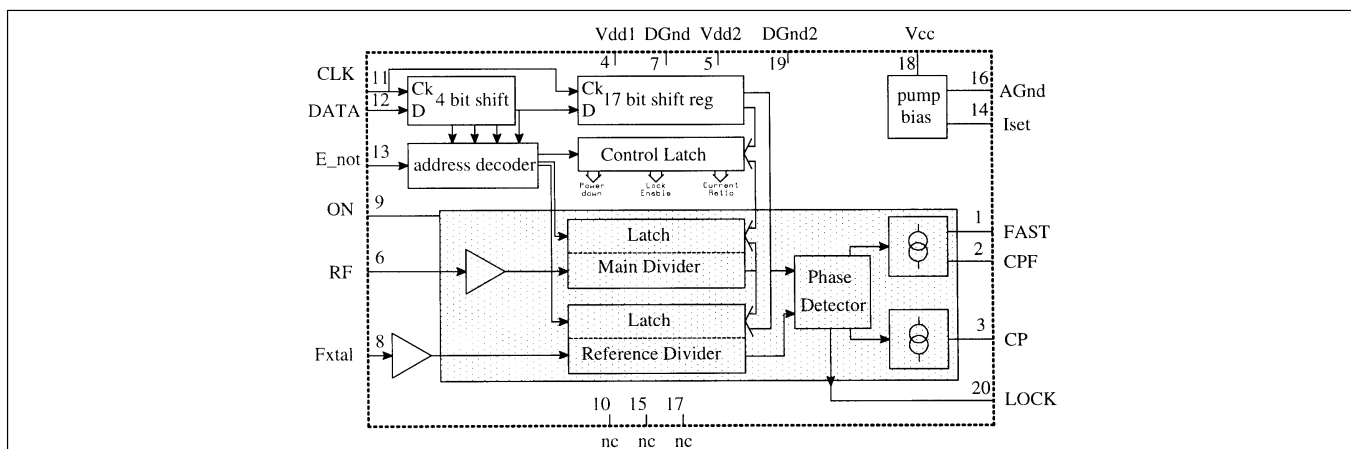 Vdd1 DGnd Vdd2 DGnd2 Vcc
4 7 5 19 18
CLK 11
DATA 12
Ck
D
4 bit shift
Ck
D
17 bit shift reg
pump
bias
16 AGnd
14 Iset
E_not 13
address decoder
Control Latch
Power
down
Lock
Enable
Current
Ratio
ON 9
Latch
Main Divider
RF 6
Phase
Detector
1 FAST
2 CPF
Latch
Reference Divider
Fxtal 8
3 CP
20 LOCK
10 15 17
nc nc nc